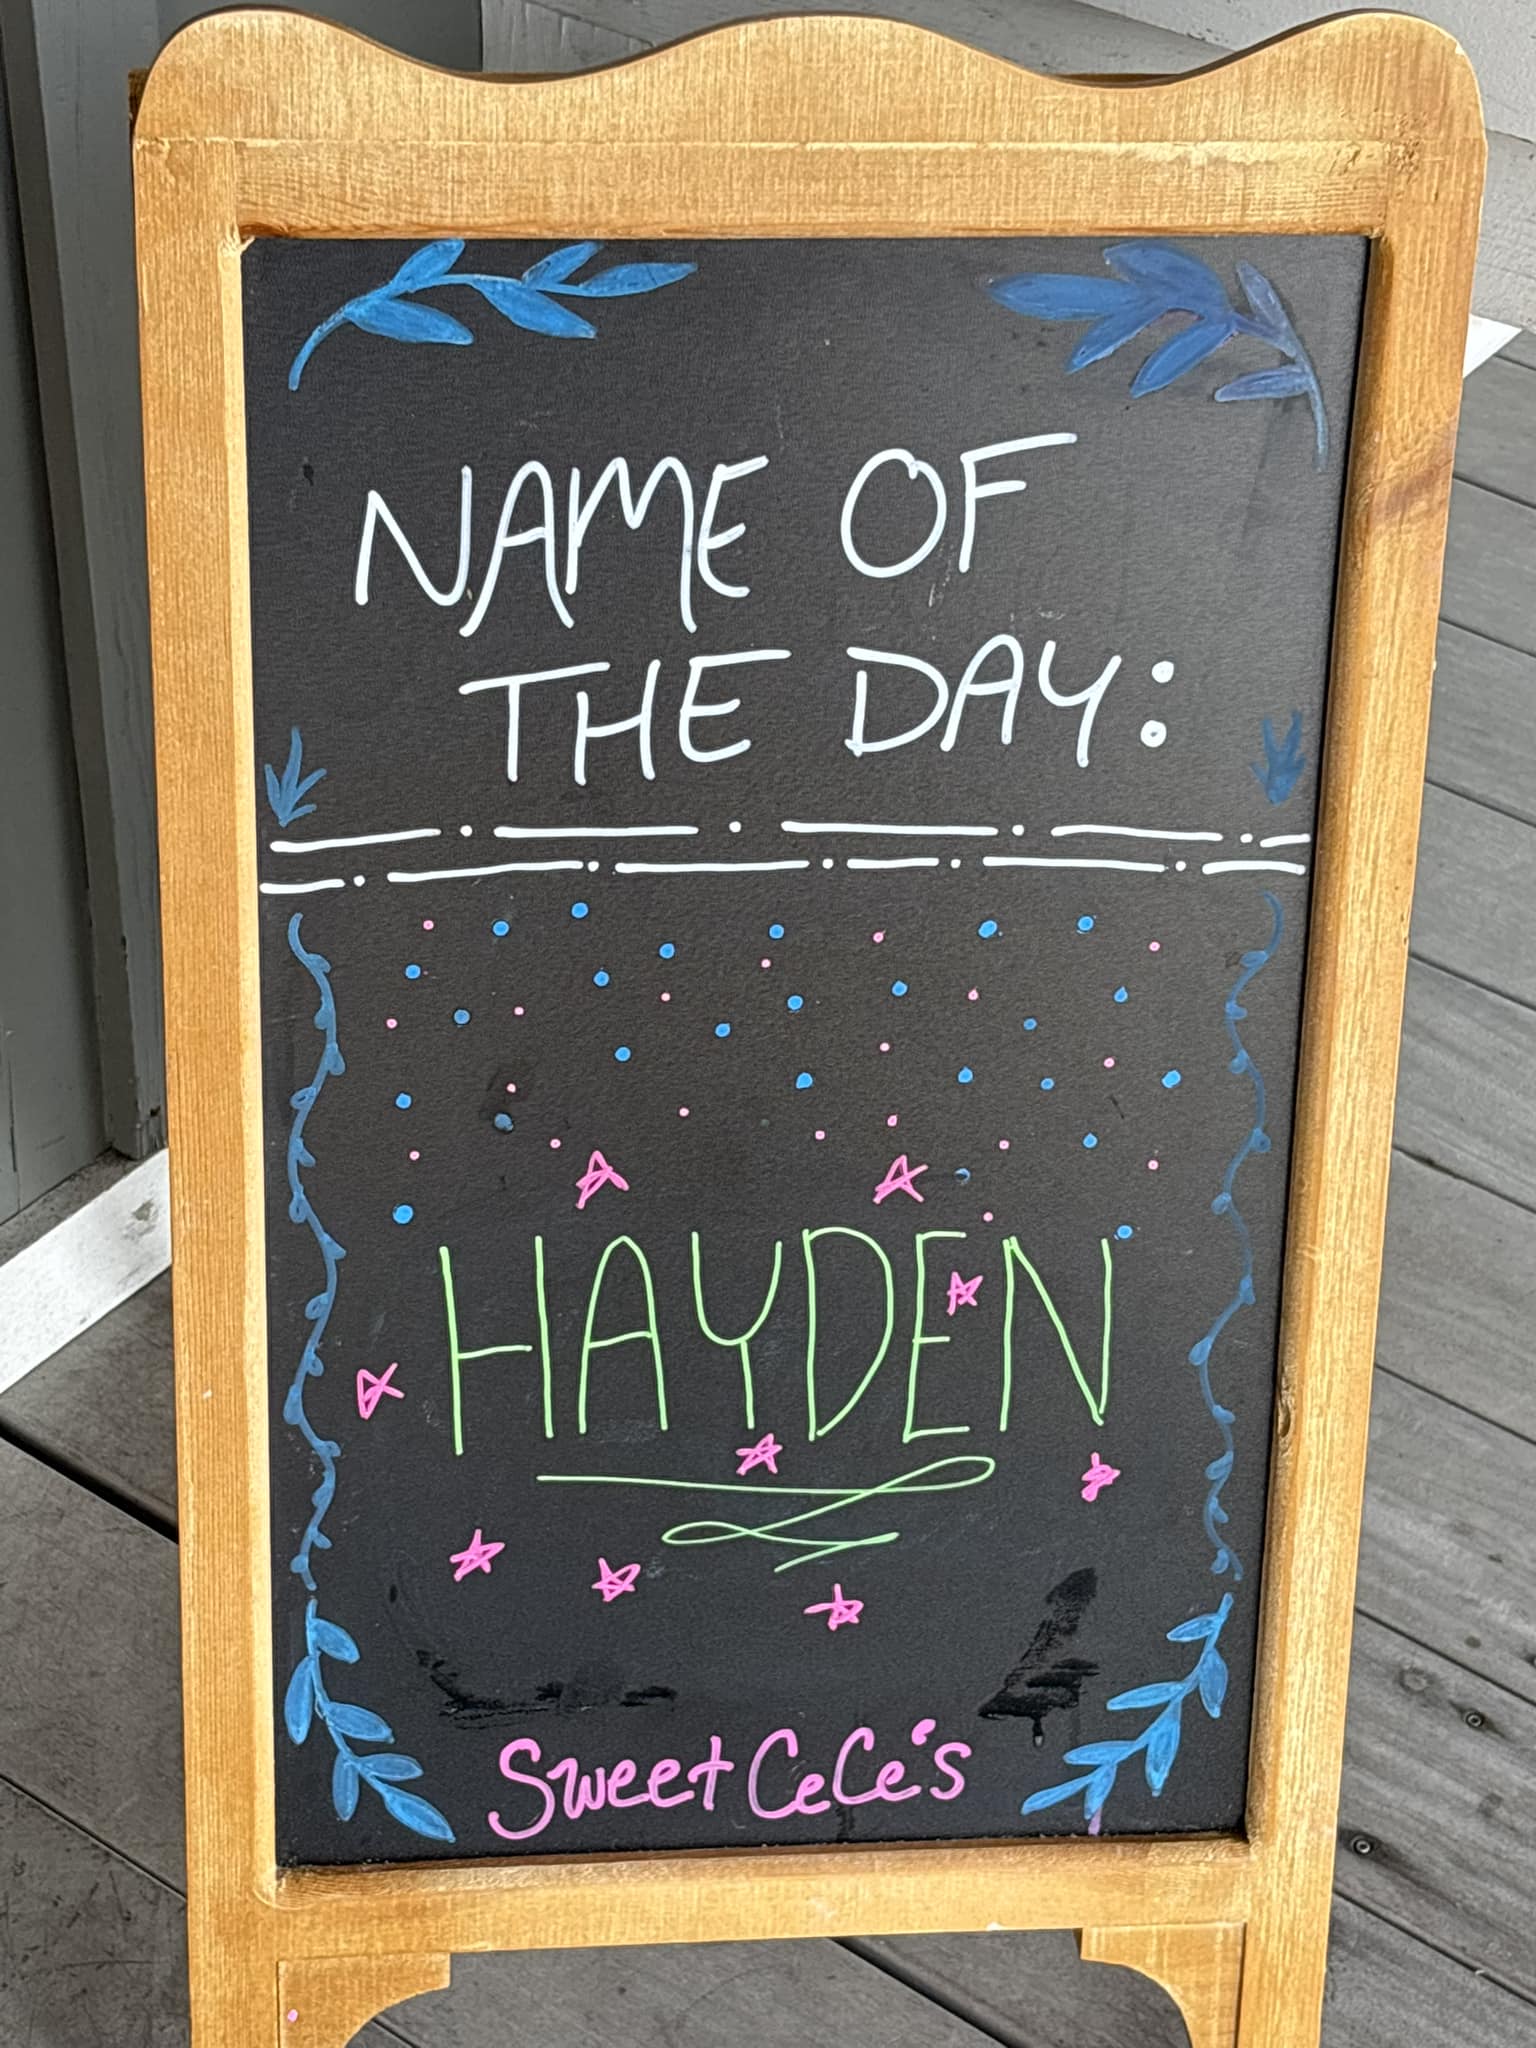 NAME OF
THE DAY:
HAYDEN
Sweet CeCe's